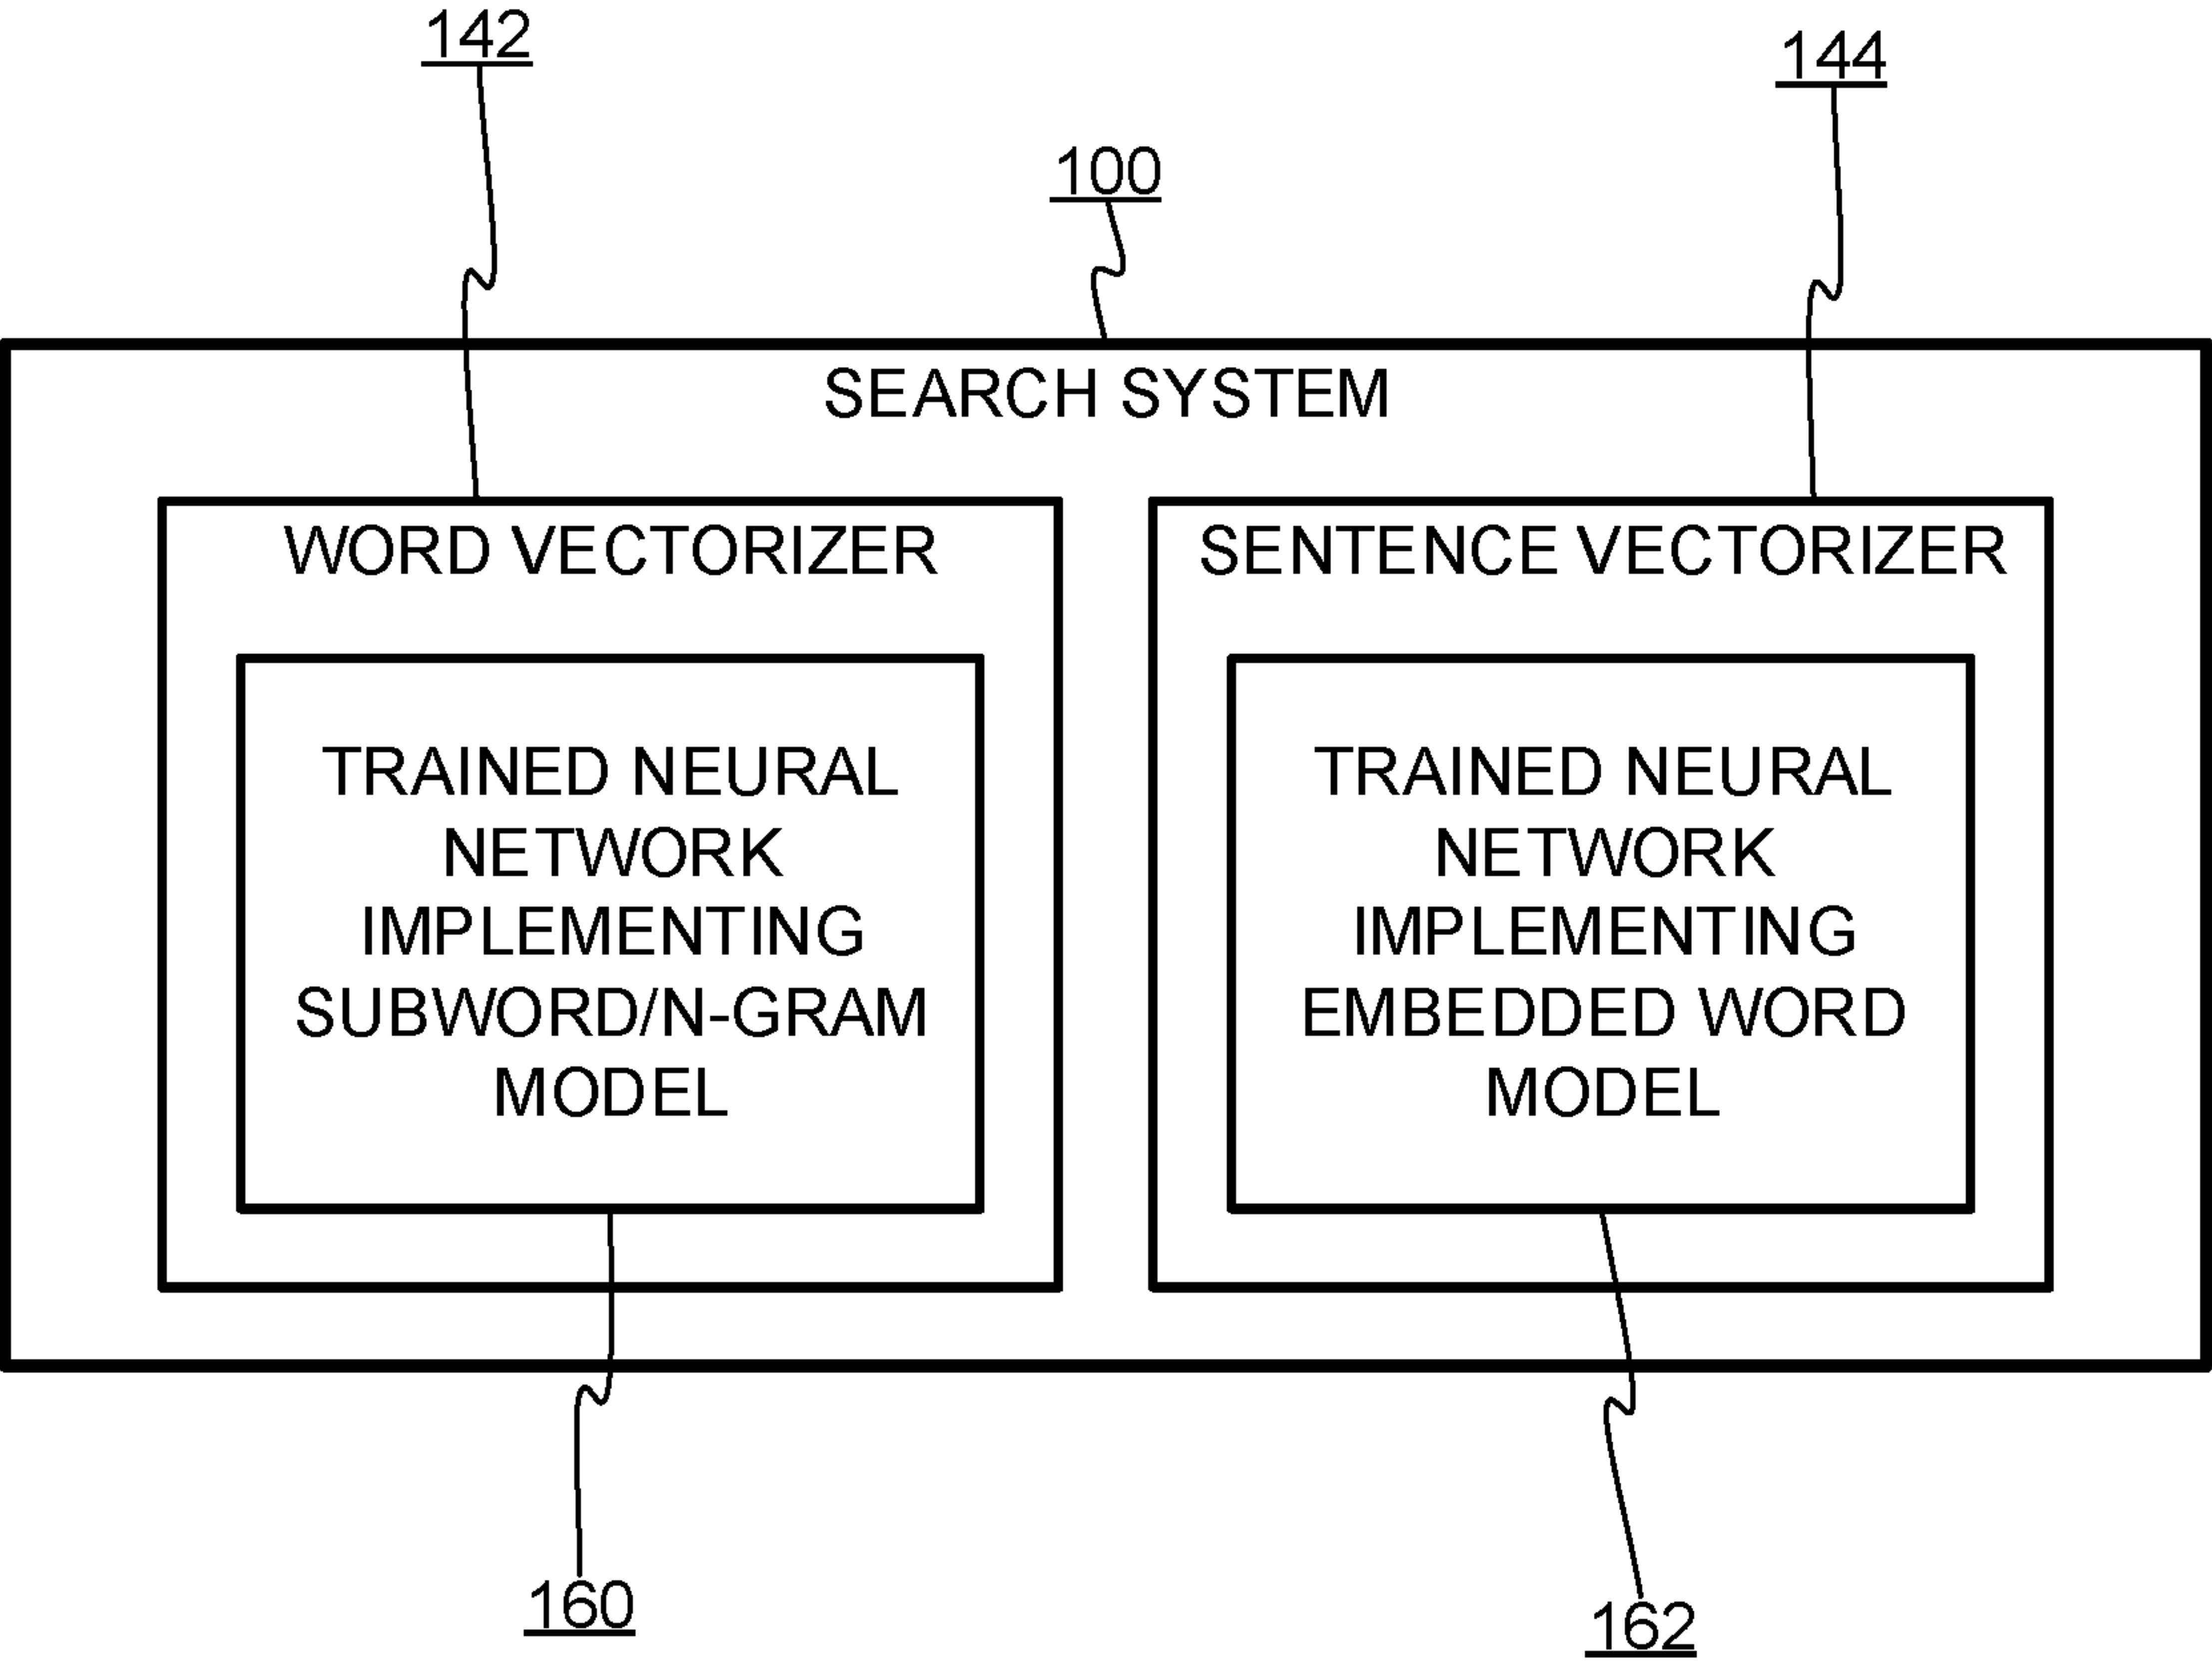 142
144
100
SEARCH SYSTEM
WORD VECTORIZER
TRAINED NEURAL
NETWORK
IMPLEMENTING
SUBWORD/N-GRAM
MODEL
SENTENCE VECTORIZER
TRAINED NEURAL
NETWORK
IMPLEMENTING
EMBEDDED WORD
MODEL
160
162